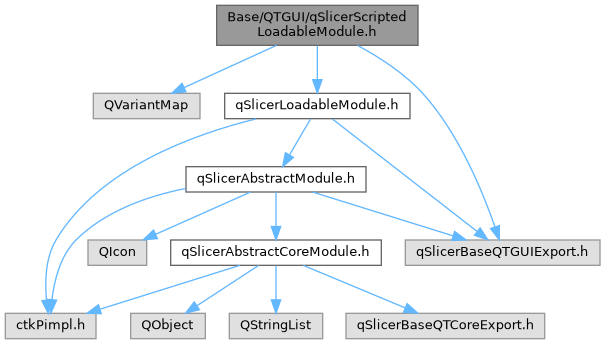 Base/QTGUI/qSlicerScripted
LoadableModule.h
QVariantMap
qSlicerLoadableModule.h
qSlicerAbstractModule.h
QIcon
qSlicerAbstractCoreModule.h
qSlicerBaseQTGUIExport.h
ctkPimpl.h
QObject
QStringList
qSlicerBaseQTCoreExport.h